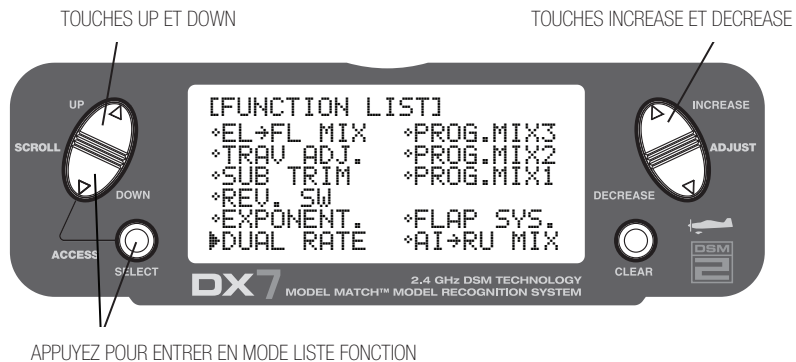 TOUCHES UP ET DOWN
TOUCHES INCREASE ET DECREASE
UP
SCROLL
DOWN
ACCESS
SELECT
[FUNCTION LIST]
EL→FL MIX
PROG.MIX3
TRAV ADJ.
PROG.MIX2
SUB TRIM
PROG.MIX1
REV. SW
EXPONENT.
FLAP SYS.
DUAL RATE
AI→RU MIX
INCREASE
ADJUST
DECREASE
CLEAR
DSM
2
DX7
2.4 GHz DSM TECHNOLOGY
MODEL MATCH™ MODEL RECOGNITION SYSTEM
APPUYEZ POUR ENTRER EN MODE LISTE FONCTION